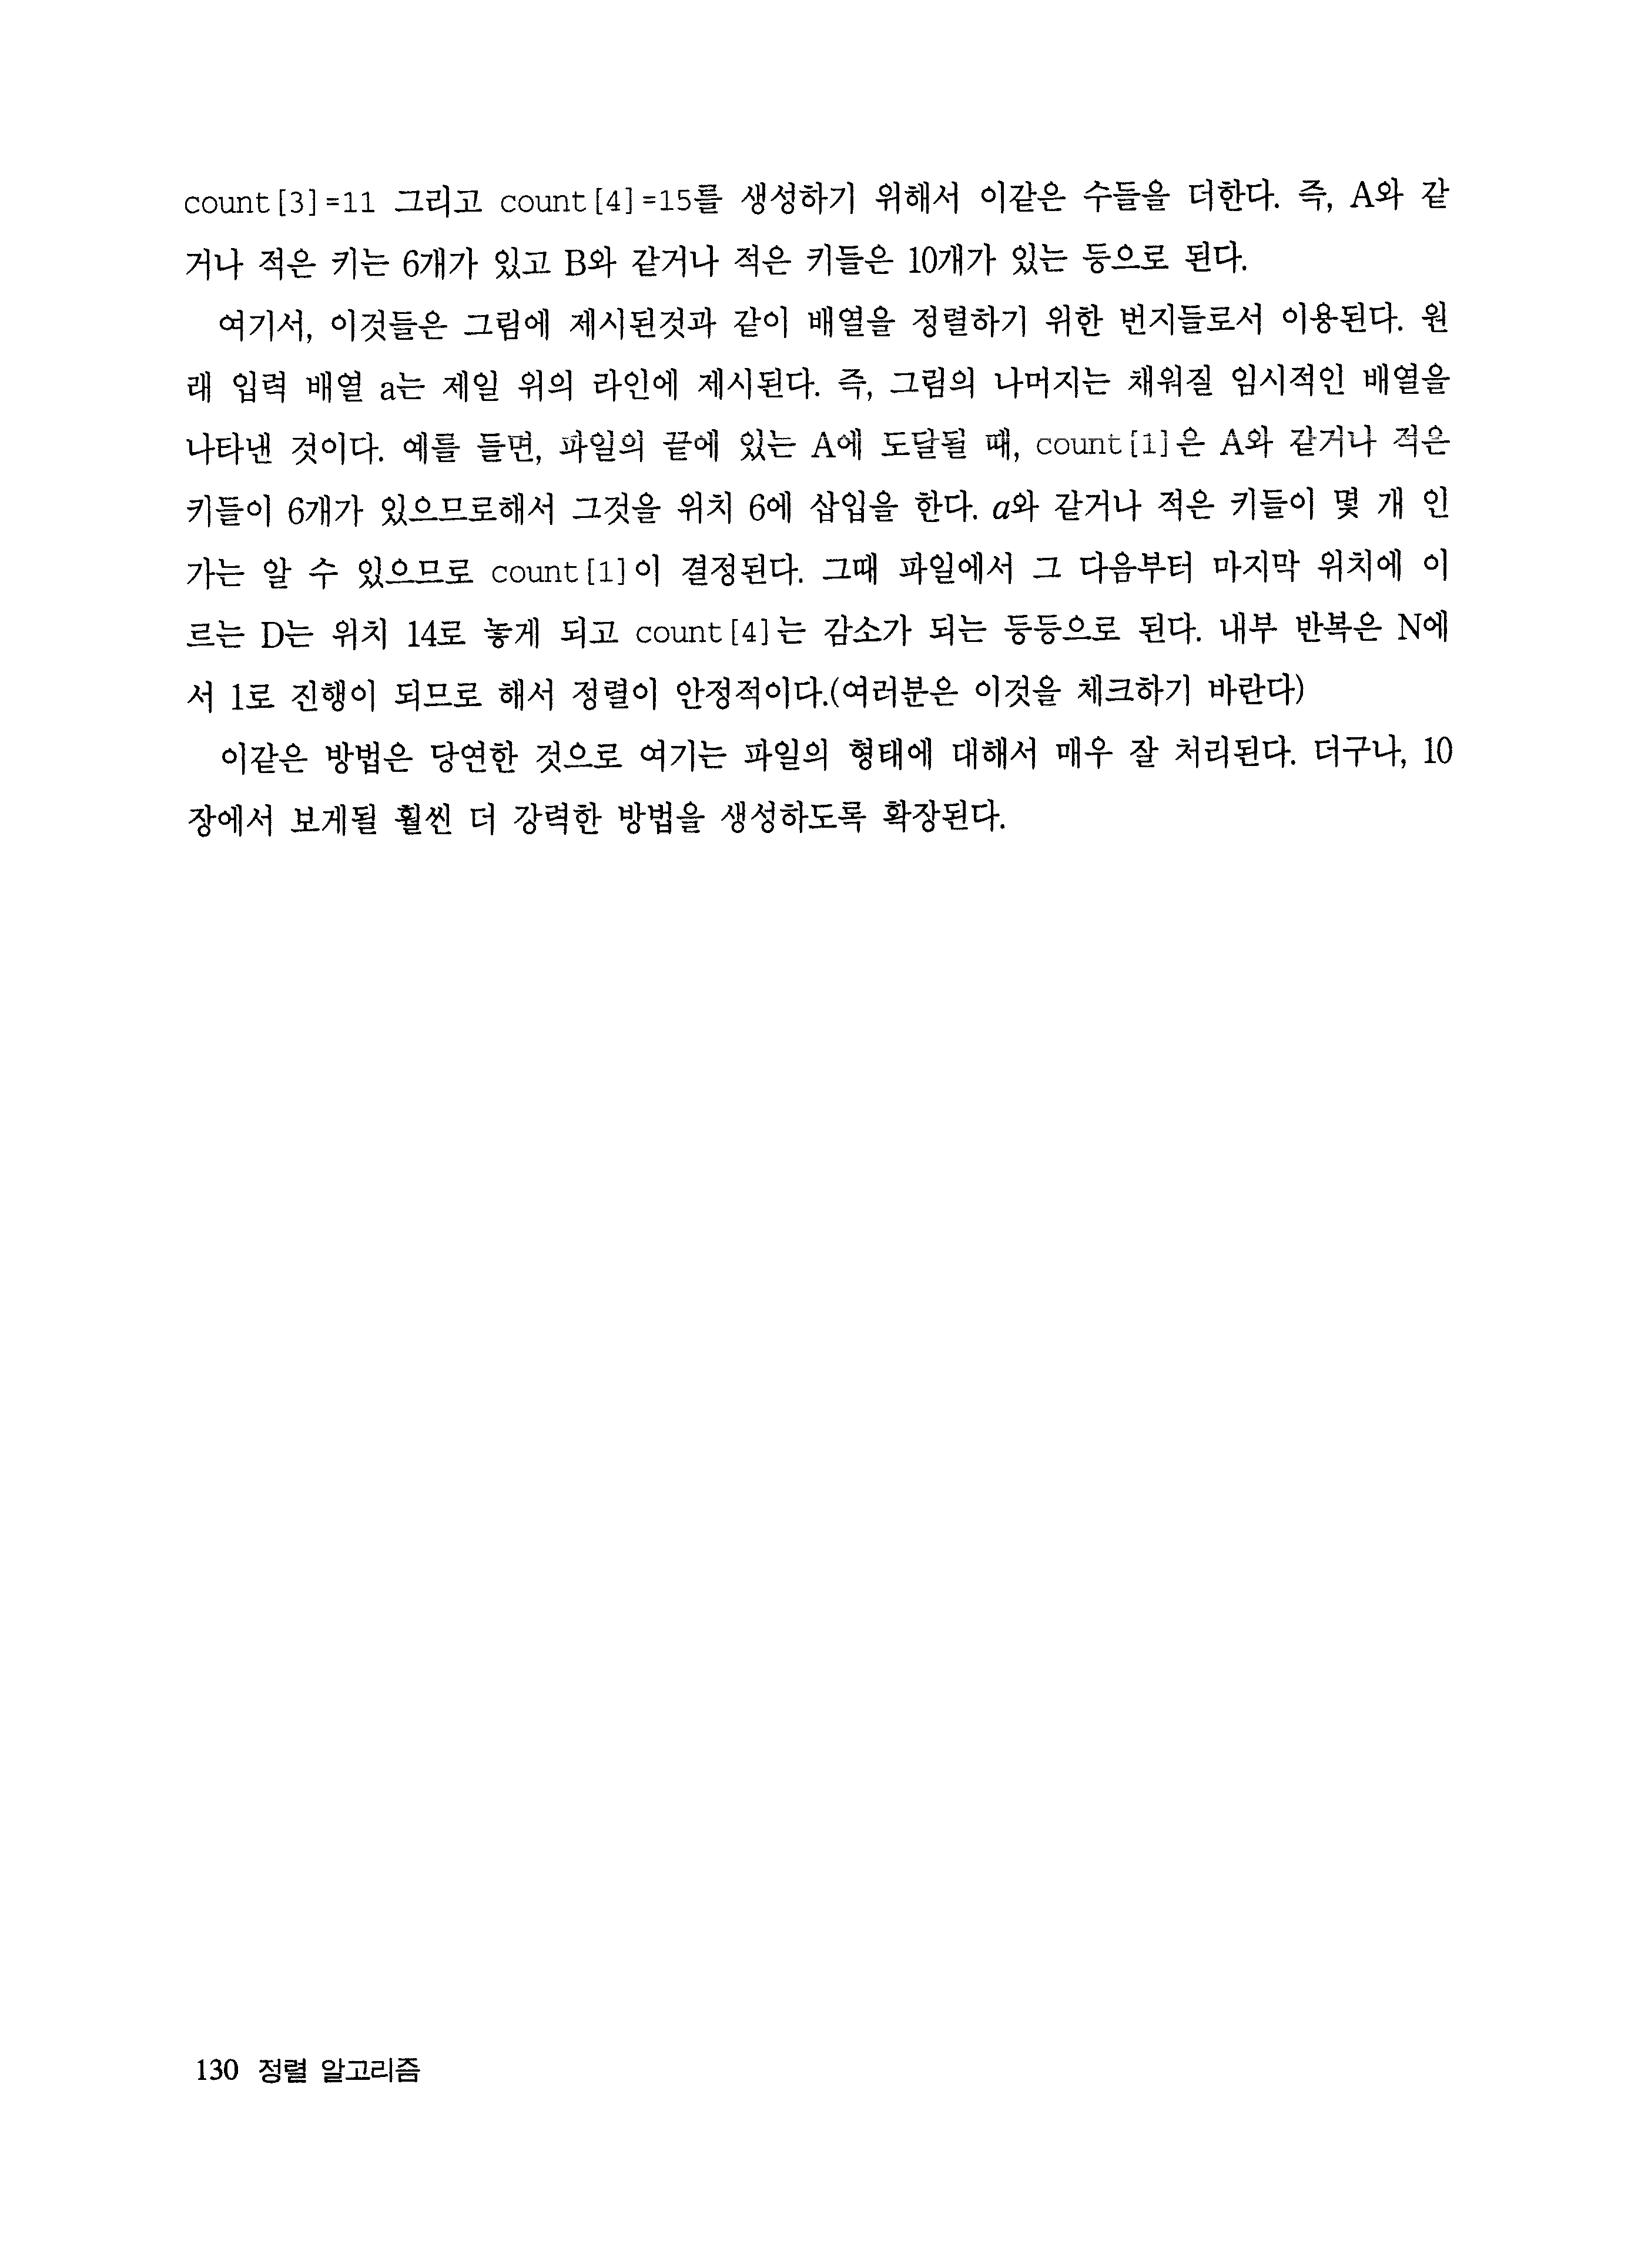 count[3]=11 그리고 count[4]=15를 생성하기 위해서 이같은 수들을 더한다. 즉, A와 같
거나 적은 키는 6개가 있고 B와 같거나 적은 키들은 10개가 있는 등으로 된다.
여기서, 이것들은 그림에 제시된것과 같이 배열을 정렬하기 위한 번지들로서 이용된다. 원
래 입력 배열 a는 제일 위의 라인에 제시된다. 즉, 그림의 나머지는 채워질 임시적인 배열을
나타낸 것이다. 예를 들면, 파일의 끝에 있는 A에 도달될 때, count[1]은 A와 같거나 적은
키들이 6개가 있으므로해서 그것을 위치 6에 삽입을 한다. a와 같거나 적은 키들이 몇 개 인
가는 알 수 있으므로 count[1]이 결정된다. 그때 파일에서 그 다음부터 마지막 위치에 이
르는 D는 위치 14로 놓게 되고 count[4]는 감소가 되는 등등으로 된다. 내부 반복은 N에
서 1로 진행이 되므로 해서 정렬이 안정적이다.(여러분은 이것을 체크하기 바란다)
이같은 방법은 당연한 것으로 여기는 파일의 형태에 대해서 매우 잘 처리된다. 더구나, 10
장에서 보게될 훨씬 더 강력한 방법을 생성하도록 확장된다.
130 정렬 알고리즘